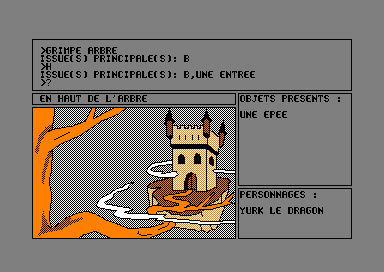 >GRIMPE ARBRE
ISSUE(S) PRINCIPALE(S): B
>H
ISSUE(S) PRINCIPALE(S): B,UNE ENTREE
>?
EN HAUT DE L'ARBRE
OBJETS PRESENTS :
UNE EPEE
PERSONNAGES :
YURK LE DRAGON